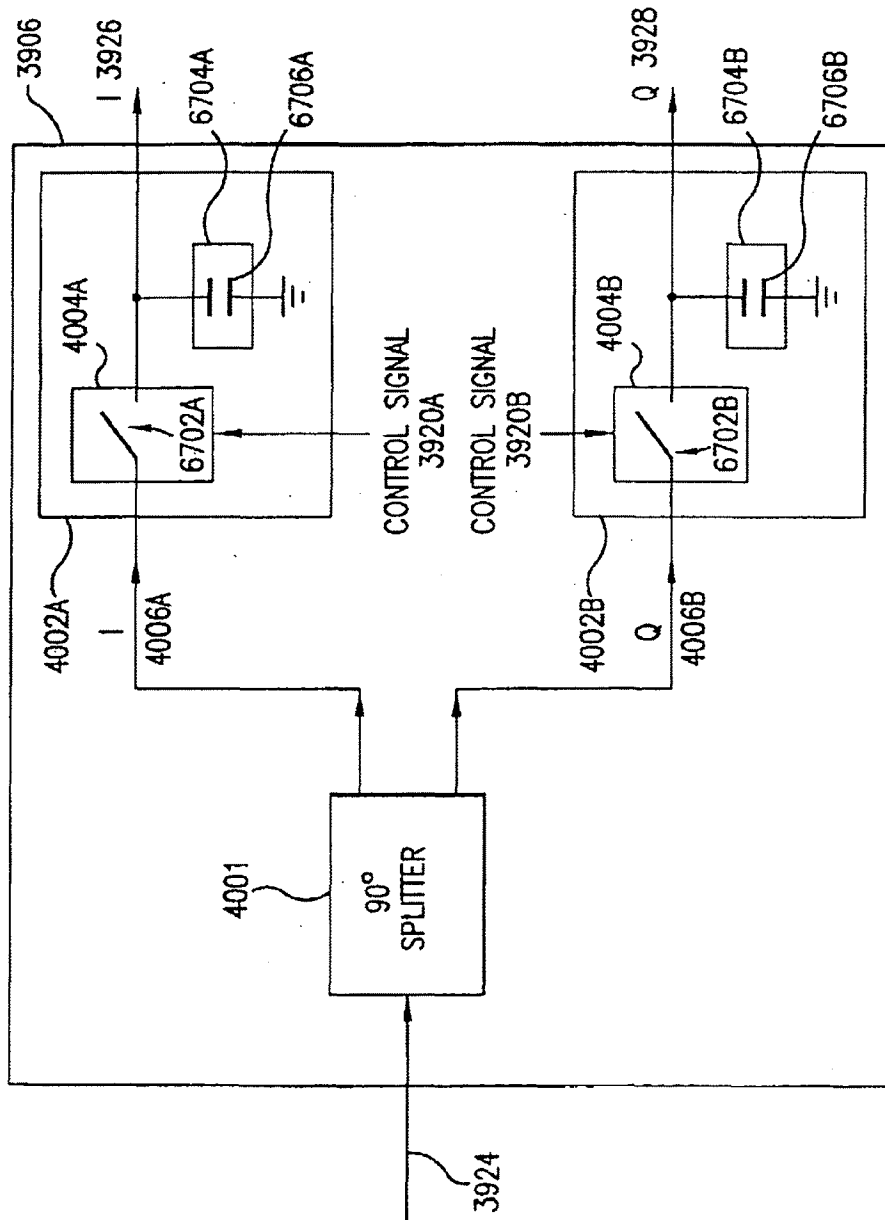 3906
I 3926
6704A
6706A
4004A
6702A
4002A
I
4006A
CONTROL SIGNAL
3920A
CONTROL SIGNAL
3920B
4001
90°
SPLITTER
3924
Q 3928
6704B
6706B
4004B
6702B
4002B
Q
4006B